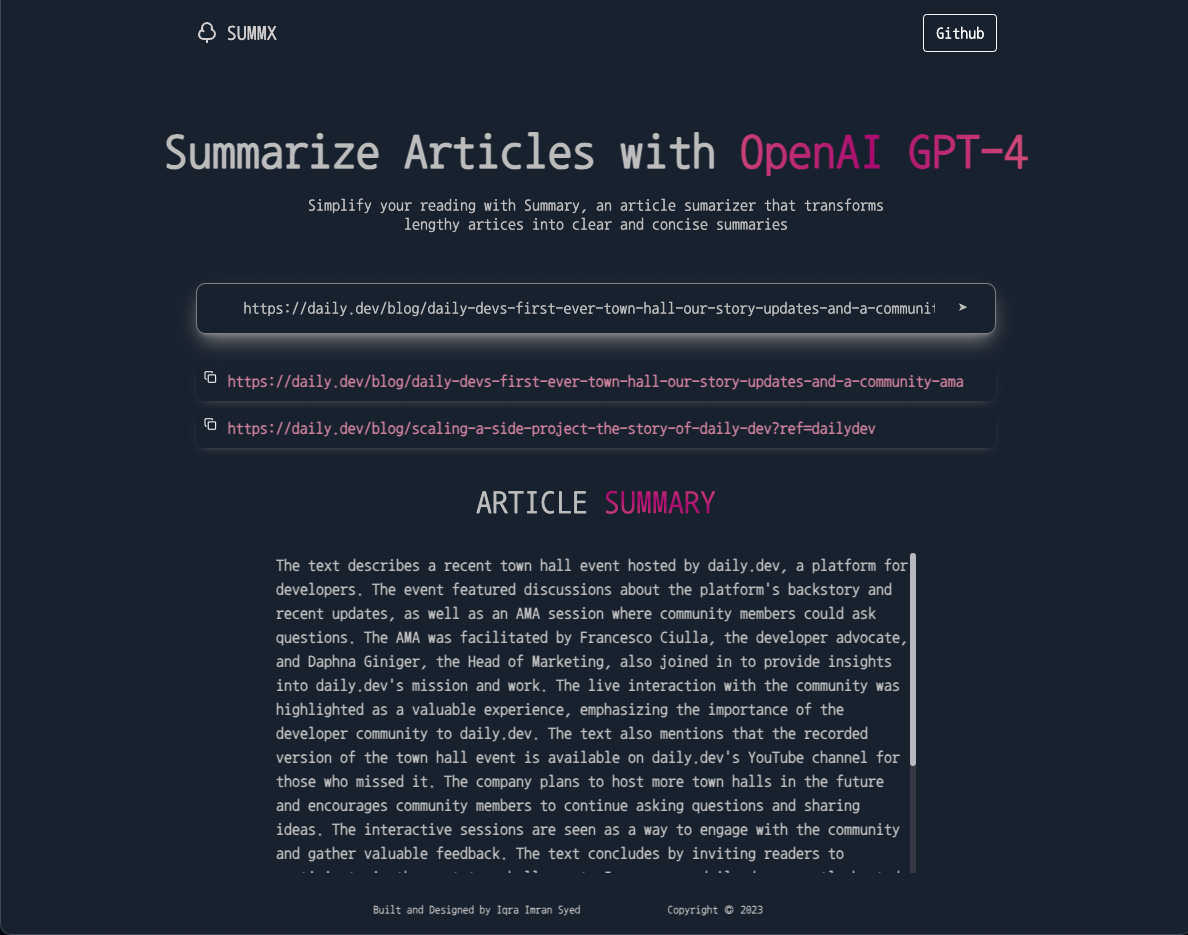 SUMMX
Github
Summarize Articles with OpenAI GPT-4
Simplify your reading with Summary, an article sumarizer that transforms
lengthy artices into clear and concise summaries
https://daily.dev/blog/daily-devs-first-ever-town-hall-our-story-updates-and-a-communit
➤
https://daily.dev/blog/daily-devs-first-ever-town-hall-our-story-updates-and-a-community-ama
https://daily.dev/blog/scaling-a-side-project-the-story-of-daily-dev?ref=dailydev
ARTICLE SUMMARY
The text describes a recent town hall event hosted by daily.dev, a platform for
developers. The event featured discussions about the platform's backstory and
recent updates, as well as an AMA session where community members could ask
questions. The AMA was facilitated by Francesco Ciulla, the developer advocate,
and Daphna Giniger, the Head of Marketing, also joined in to provide insights
into daily.dev's mission and work. The live interaction with the community was
highlighted as a valuable experience, emphasizing the importance of the
developer community to daily.dev. The text also mentions that the recorded
version of the town hall event is available on daily.dev's YouTube channel for
those who missed it. The company plans to host more town halls in the future
and encourages community members to continue asking questions and sharing
ideas. The interactive sessions are seen as a way to engage with the community
and gather valuable feedback. The text concludes by inviting readers to
Built and Designed by Iqra Imran Syed
Copyright © 2023